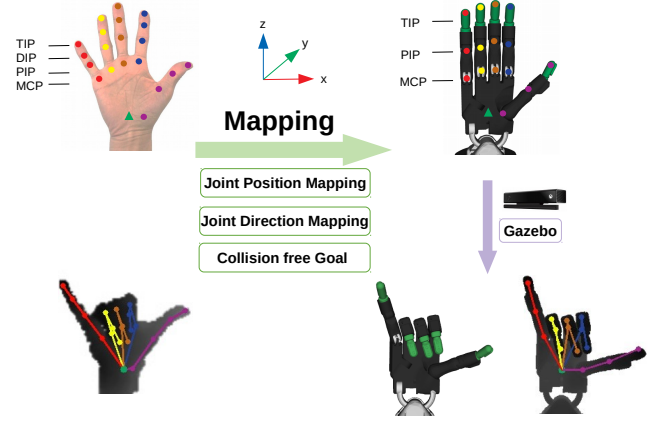 TIP
DIP
PIP
MCP
z
y
x
TIP
PIP
MCP
Mapping
Joint Position Mapping
Joint Direction Mapping
Collision free Goal
Gazebo